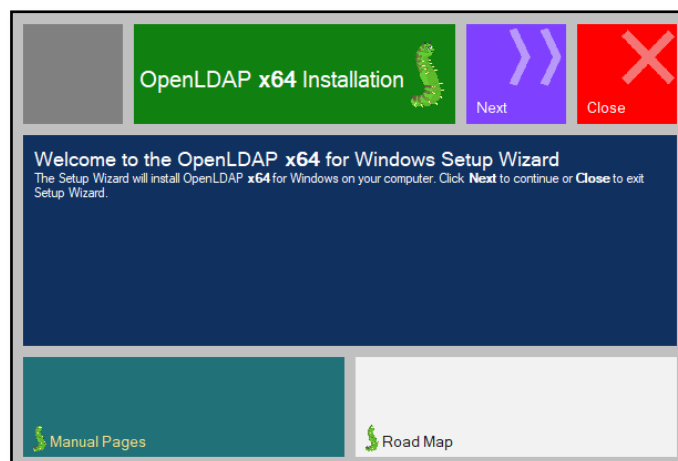 OpenLDAP x64 Installation
Next
Close
Welcome to the OpenLDAP x64 for Windows Setup Wizard
The Setup Wizard will install OpenLDAP x64 for Windows on your computer. Click Next to continue or Close to exit
Setup Wizard.
Manual Pages
Road Map